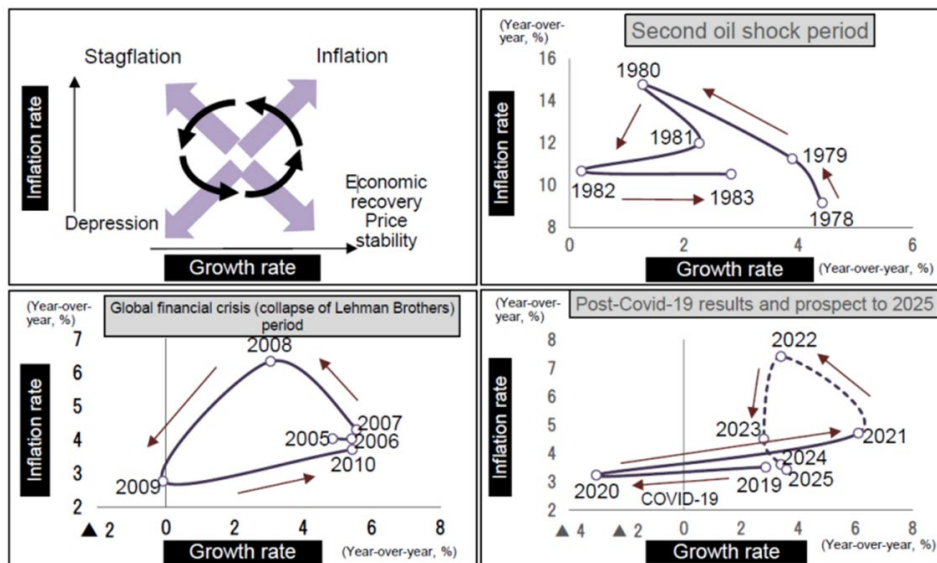 Stagflation
Inflation
Inflation rate
Depression
Economic
recovery
Price
stability
Growth rate
(Year-over-
year, %)
Second oil shock period
16
14
12
10
8
Inflation rate
1980
1981
1979
1982
1983
1978
0
2
4
6
Growth rate
(Year-over-year, %)
(Year-over-
year, %)
Global financial crisis (collapse of Lehman Brothers)
period
7
6
5
4
3
2
Inflation rate
2008
2007
2005
2006
2010
2009
▲ 2
0
2
4
6
8
Growth rate
(Year-over-year, %)
(Year-over-
year, %)
Post-Covid-19 results and prospect to 2025
8
7
6
5
4
3
2
Inflation rate
2022
2023
2021
2024
2020
2019
2025
COVID-19
▲ 4
▲ 2
0
2
4
6
8
Growth rate
(Year-over-year, %)